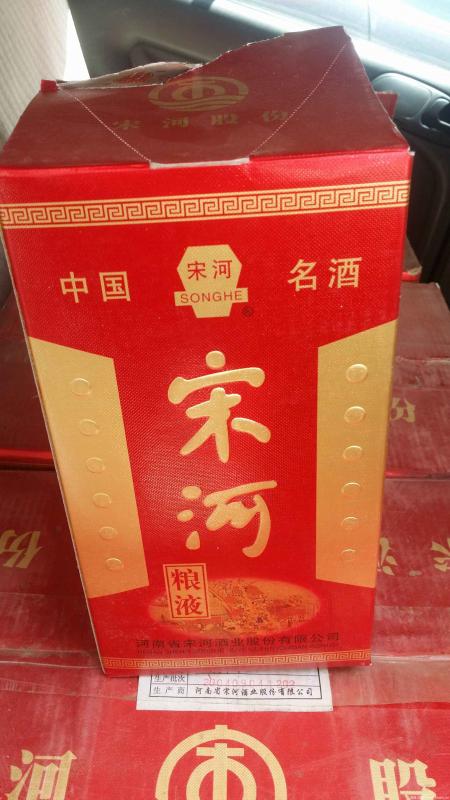 宋河股份
中国
宋河
SONGHE
®
名酒
宋
河
粮液
河南省宋河酒业股份有限公司
生产批次
生产商 河南省宋河酒业股份有限公司
份
河
股